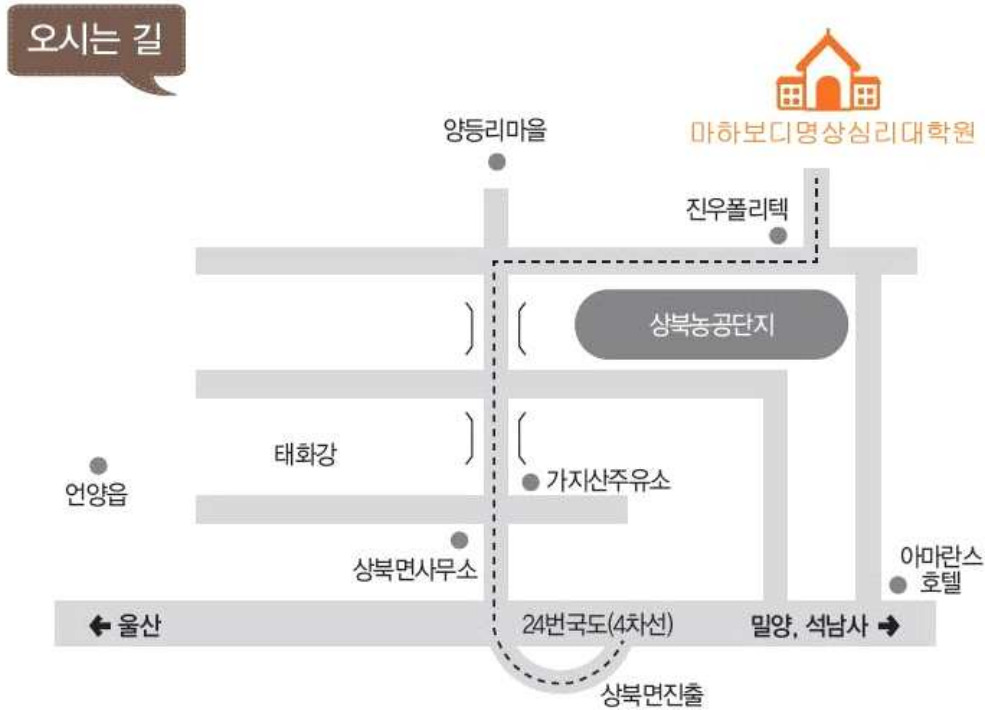 오시는 길
마하보디명상심리대학원
양등리마을
진우폴리텍
상북농공단지
태화강
언양읍
가지산주유소
상북면사무소
아마란스
호텔
← 울산
24번국도(4차선)
밀양, 석남사 →
상북면진출